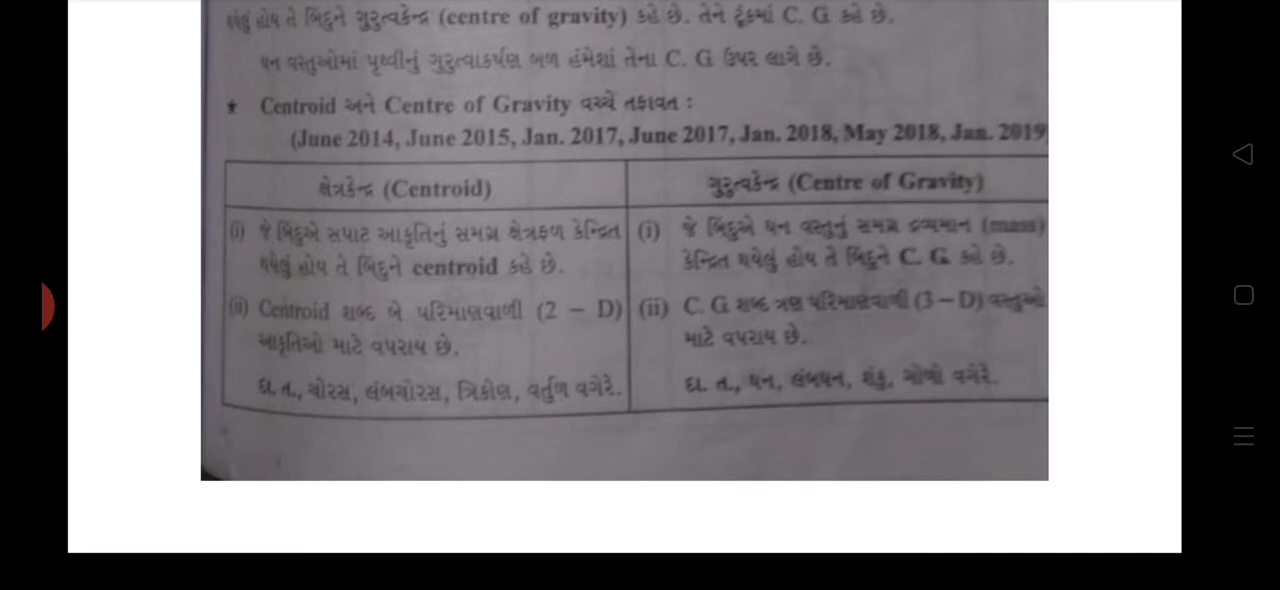 થયેલું હોય તે બિંદુને ગુરુત્વકેન્દ્ર (centre of gravity) કહે છે. તેને ટૂંકમાં C. G કહે છે.
ઘન વસ્તુઓમાં પૃથ્વીનું ગુરુત્વાકર્ષણ બળ હંમેશાં તેના C. G ઉપર લાગે છે.
★ Centroid અને Centre of Gravity વચ્ચે તફાવત :
(June 2014, June 2015, Jan. 2017, June 2017, Jan. 2018, May 2018, Jan. 2019
ક્ષેત્રકેન્દ્ર (Centroid)
(i) જે બિંદુએ સપાટ આકૃતિનું સમગ્ર ક્ષેત્રફળ કેન્દ્રિત
થયેલું હોય તે બિંદુને centroid કહે છે.
(ii) Centroid શબ્દ બે પરિમાણવાળી (2 – D)
આકૃતિઓ માટે વપરાય છે.
દા. ત., ચોરસ, લંબચોરસ, ત્રિકોણ, વર્તુળ વગેરે.
ગુરુત્વકેન્દ્ર (Centre of Gravity)
(i) જે બિંદુએ ઘન વસ્તુનું સમગ્ર દ્રવ્યમાન (mass)
કેન્દ્રિત થયેલું હોય તે બિંદુને C. G કહે છે.
(ii) C. G શબ્દ ત્રણ પરિમાણવાળી (3 – D) વસ્તુઓ
માટે વપરાય છે.
દા. ત., ઘન, લંબઘન, શંકુ, ગોળો વગેરે.